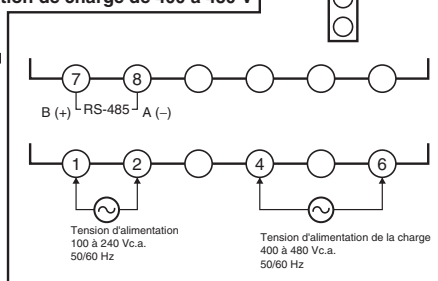 de charge de 400 à 480 V
7 8
B (+) RS-485 A (−)
1 2 4 6
Tension d'alimentation
100 à 240 Vc.a.
50/60 Hz
Tension d'alimentation de la charge
400 à 480 Vc.a.
50/60 Hz